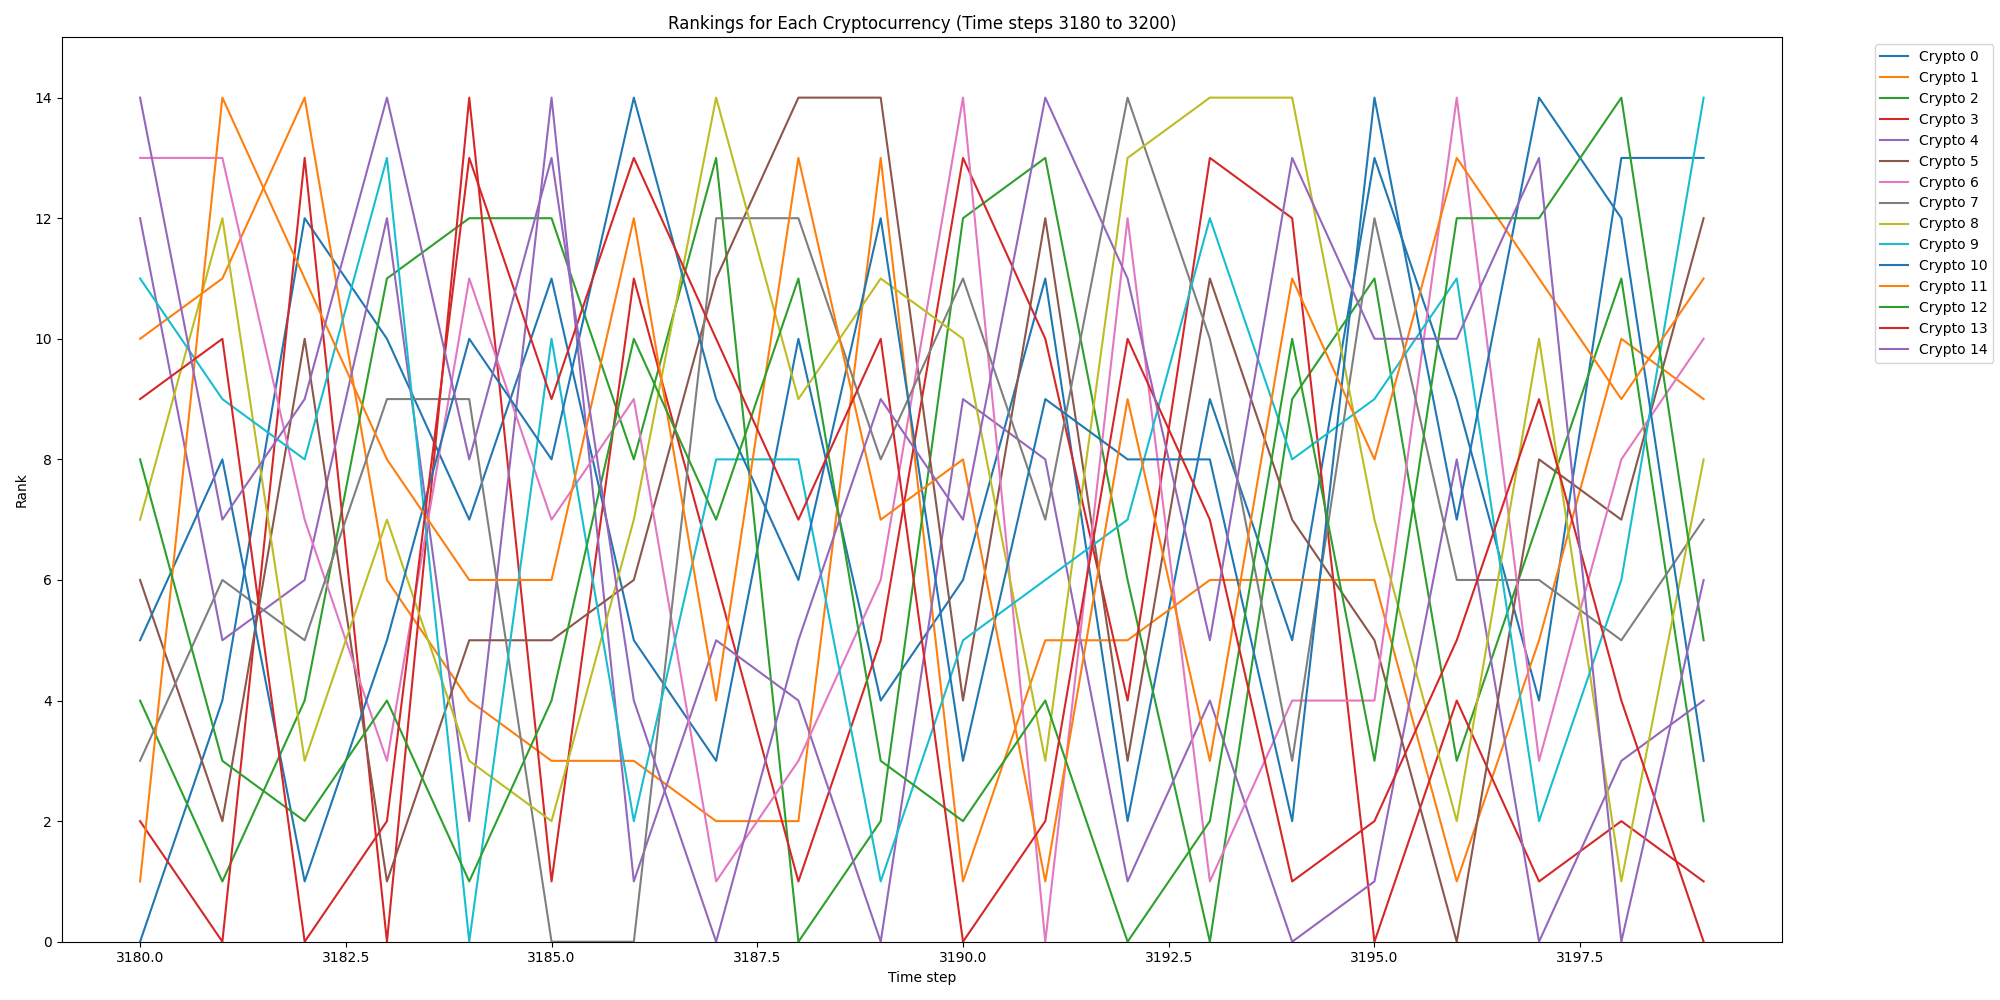 Rankings for Each Cryptocurrency (Time steps 3180 to 3200)
Rank
14
12
10
8
6
4
2
0
3180.0 3182.5 3185.0 3187.5 3190.0 3192.5 3195.0 3197.5
Time step
Crypto 0
Crypto 1
Crypto 2
Crypto 3
Crypto 4
Crypto 5
Crypto 6
Crypto 7
Crypto 8
Crypto 9
Crypto 10
Crypto 11
Crypto 12
Crypto 13
Crypto 14